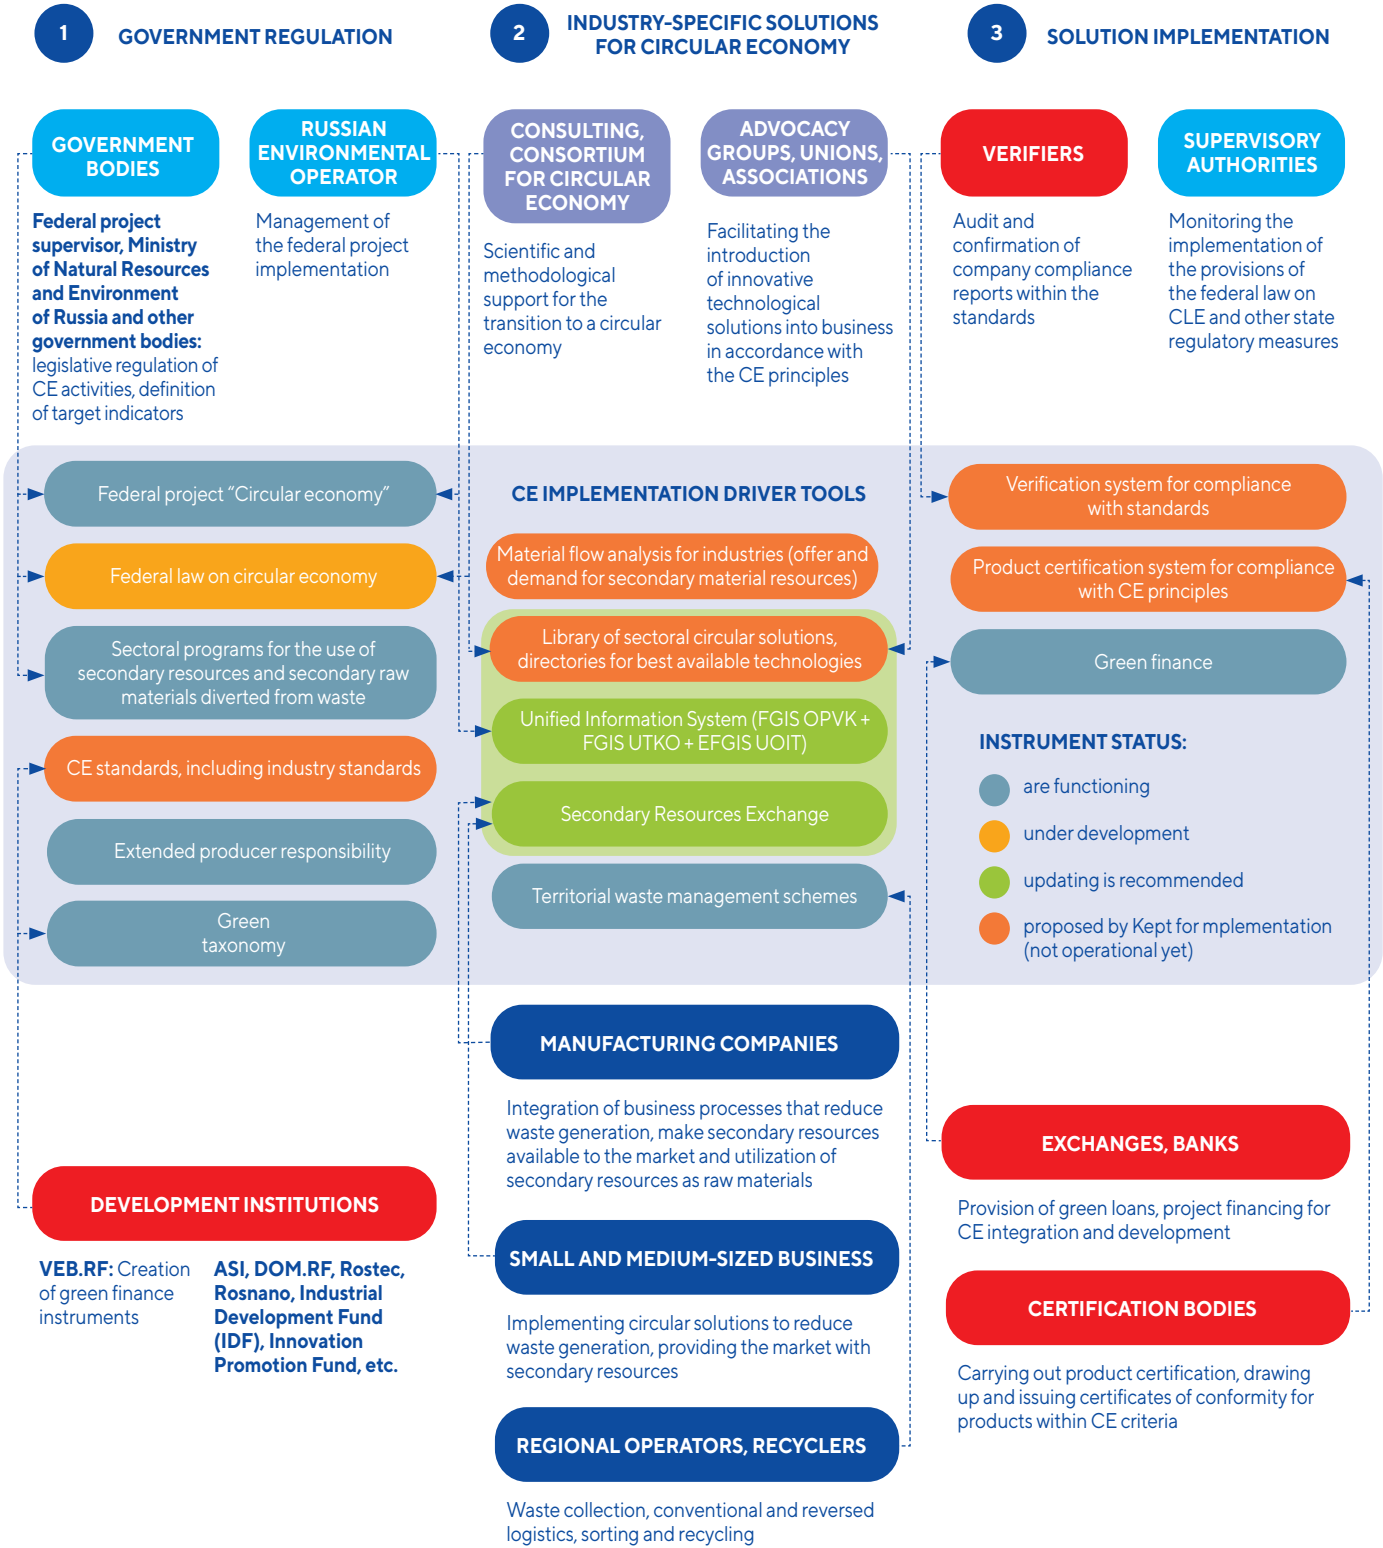 1
GOVERNMENT REGULATION
2
INDUSTRY-SPECIFIC SOLUTIONS
FOR CIRCULAR ECONOMY
3
SOLUTION IMPLEMENTATION
GOVERNMENT
BODIES
Federal project
supervisor, Ministry
of Natural Resources
and Environment
of Russia and other
government bodies:
legislative regulation of
CE activities, definition
of target indicators
RUSSIAN
ENVIRONMENTAL
OPERATOR
Management of
the federal project
implementation
CONSULTING,
CONSORTIUM
FOR CIRCULAR
ECONOMY
Scientific and
methodological
support for the
transition to a circular
economy
ADVOCACY
GROUPS, UNIONS,
ASSOCIATIONS
Facilitating the
introduction
of innovative
technological
solutions into business
in accordance with
the CE principles
VERIFIERS
Audit and
confirmation of
company compliance
reports within the
standards
SUPERVISORY
AUTHORITIES
Monitoring the
implementation of
the provisions of
the federal law on
CLE and other state
regulatory measures
Federal project “Circular economy”
Federal law on circular economy
Sectoral programs for the use of
secondary resources and secondary raw
materials diverted from waste
CE standards, including industry standards
Extended producer responsibility
Green
taxonomy
CE IMPLEMENTATION DRIVER TOOLS
Material flow analysis for industries (offer and
demand for secondary material resources)
Library of sectoral circular solutions,
directories for best available technologies
Unified Information System (FGIS OPVK +
FGIS UTKO + EFGIS UOIT)
Secondary Resources Exchange
Territorial waste management schemes
Verification system for compliance
with standards
Product certification system for compliance
with CE principles
Green finance
INSTRUMENT STATUS:
are functioning
under development
updating is recommended
proposed by Kept for mplementation
(not operational yet)
DEVELOPMENT INSTITUTIONS
VEB.RF: Creation
of green finance
instruments
ASI, DOM.RF, Rostec,
Rosnano, Industrial
Development Fund
(IDF), Innovation
Promotion Fund, etc.
MANUFACTURING COMPANIES
Integration of business processes that reduce
waste generation, make secondary resources
available to the market and utilization of
secondary resources as raw materials
SMALL AND MEDIUM-SIZED BUSINESS
Implementing circular solutions to reduce
waste generation, providing the market with
secondary resources
REGIONAL OPERATORS, RECYCLERS
Waste collection, conventional and reversed
logistics, sorting and recycling
EXCHANGES, BANKS
Provision of green loans, project financing for
CE integration and development
CERTIFICATION BODIES
Carrying out product certification, drawing
up and issuing certificates of conformity for
products within CE criteria